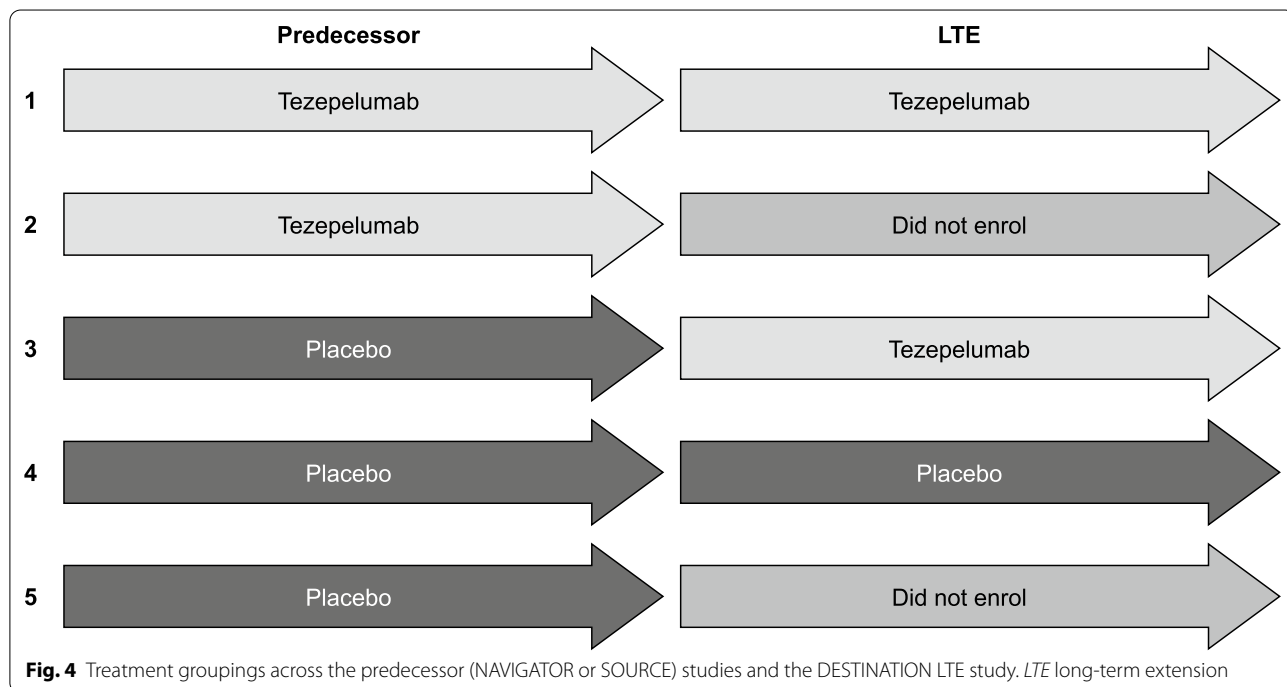 Predecessor LTE
1 Tezepelumab Tezepelumab
2 Tezepelumab Did not enrol
3 Placebo Tezepelumab
4 Placebo Placebo
5 Placebo Did not enrol
Fig. 4 Treatment groupings across the predecessor (NAVIGATOR or SOURCE) studies and the DESTINATION LTE study. LTE long-term extension